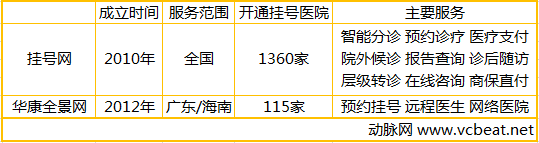 成立时间 服务范围 开通挂号医院 主要服务
挂号网 2010年 全国 1360家 智能分诊 预约诊疗 医疗支付
院外候诊 报告查询 诊后随访
层级转诊 在线咨询 商保直付
华康全景网 2012年 广东/海南 115家 预约挂号 远程医生 网络医院
动脉网 www.vcbeat.net